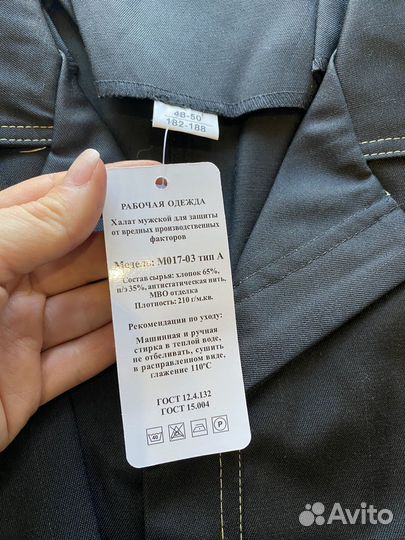 48-50
182-188
РАБОЧАЯ ОДЕЖДА
Халат мужской для защиты
от вредных производственных
факторов
Модель: М017-03 тип А
Состав сырья: хлопок 65%,
п/э 35%, антистатическая нить,
МВО отделка
Плотность: 210 г/м.кв.
Рекомендации по уходу:
Машинная и ручная
стирка в теплой воде,
не отбеливать, сушить
в расправленном виде,
глажение 110°С
ГОСТ 12.4.132
ГОСТ 15.004
40
P
Avito